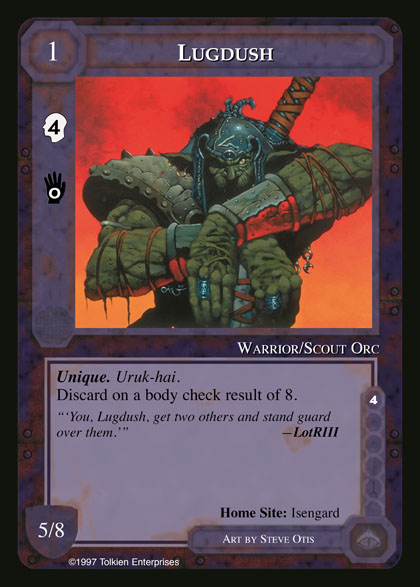 1
LUGDUSH
4
0
WARRIOR/SCOUT ORC
Unique. Uruk-hai.
Discard on a body check result of 8.
“‘You, Lugdush, get two others and stand guard
over them.’” —LotRIII
4
Home Site: Isengard
5/8
ART BY STEVE OTIS
©1997 Tolkien Enterprises